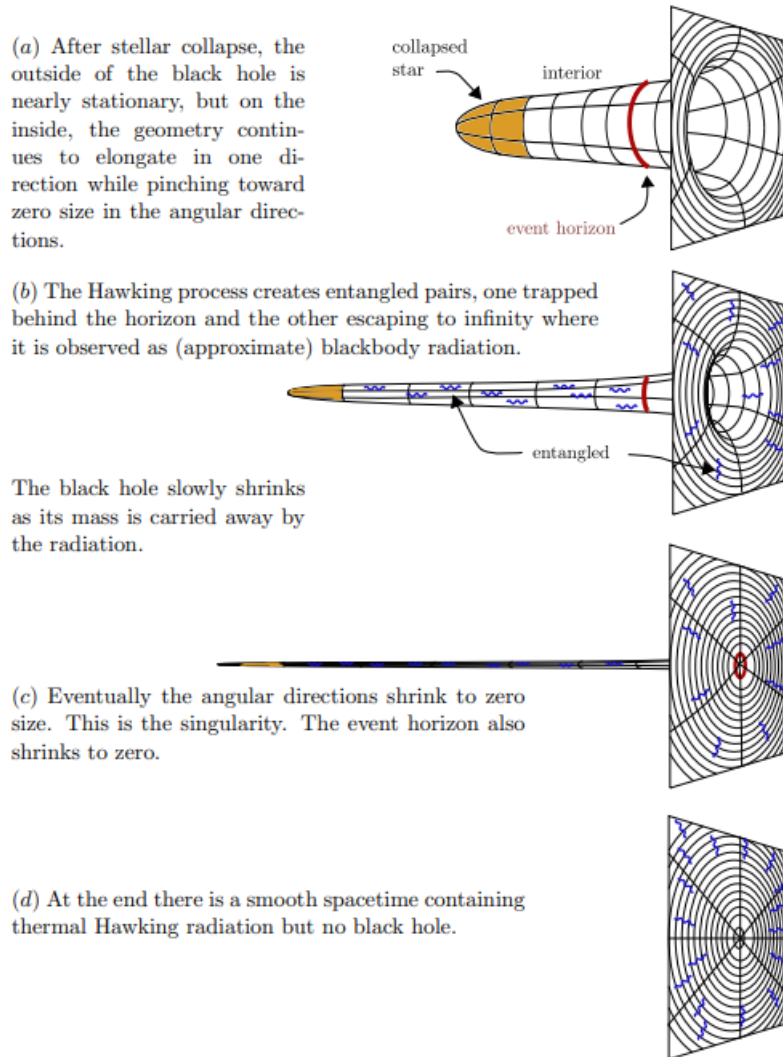 (a) After stellar collapse, the
outside of the black hole is
nearly stationary, but on the
inside, the geometry contin-
ues to elongate in one di-
rection while pinching toward
zero size in the angular direc-
tions.
collapsed
star
interior
event horizon
(b) The Hawking process creates entangled pairs, one trapped
behind the horizon and the other escaping to infinity where
it is observed as (approximate) blackbody radiation.
entangled
The black hole slowly shrinks
as its mass is carried away by
the radiation.
(c) Eventually the angular directions shrink to zero
size. This is the singularity. The event horizon also
shrinks to zero.
(d) At the end there is a smooth spacetime containing
thermal Hawking radiation but no black hole.